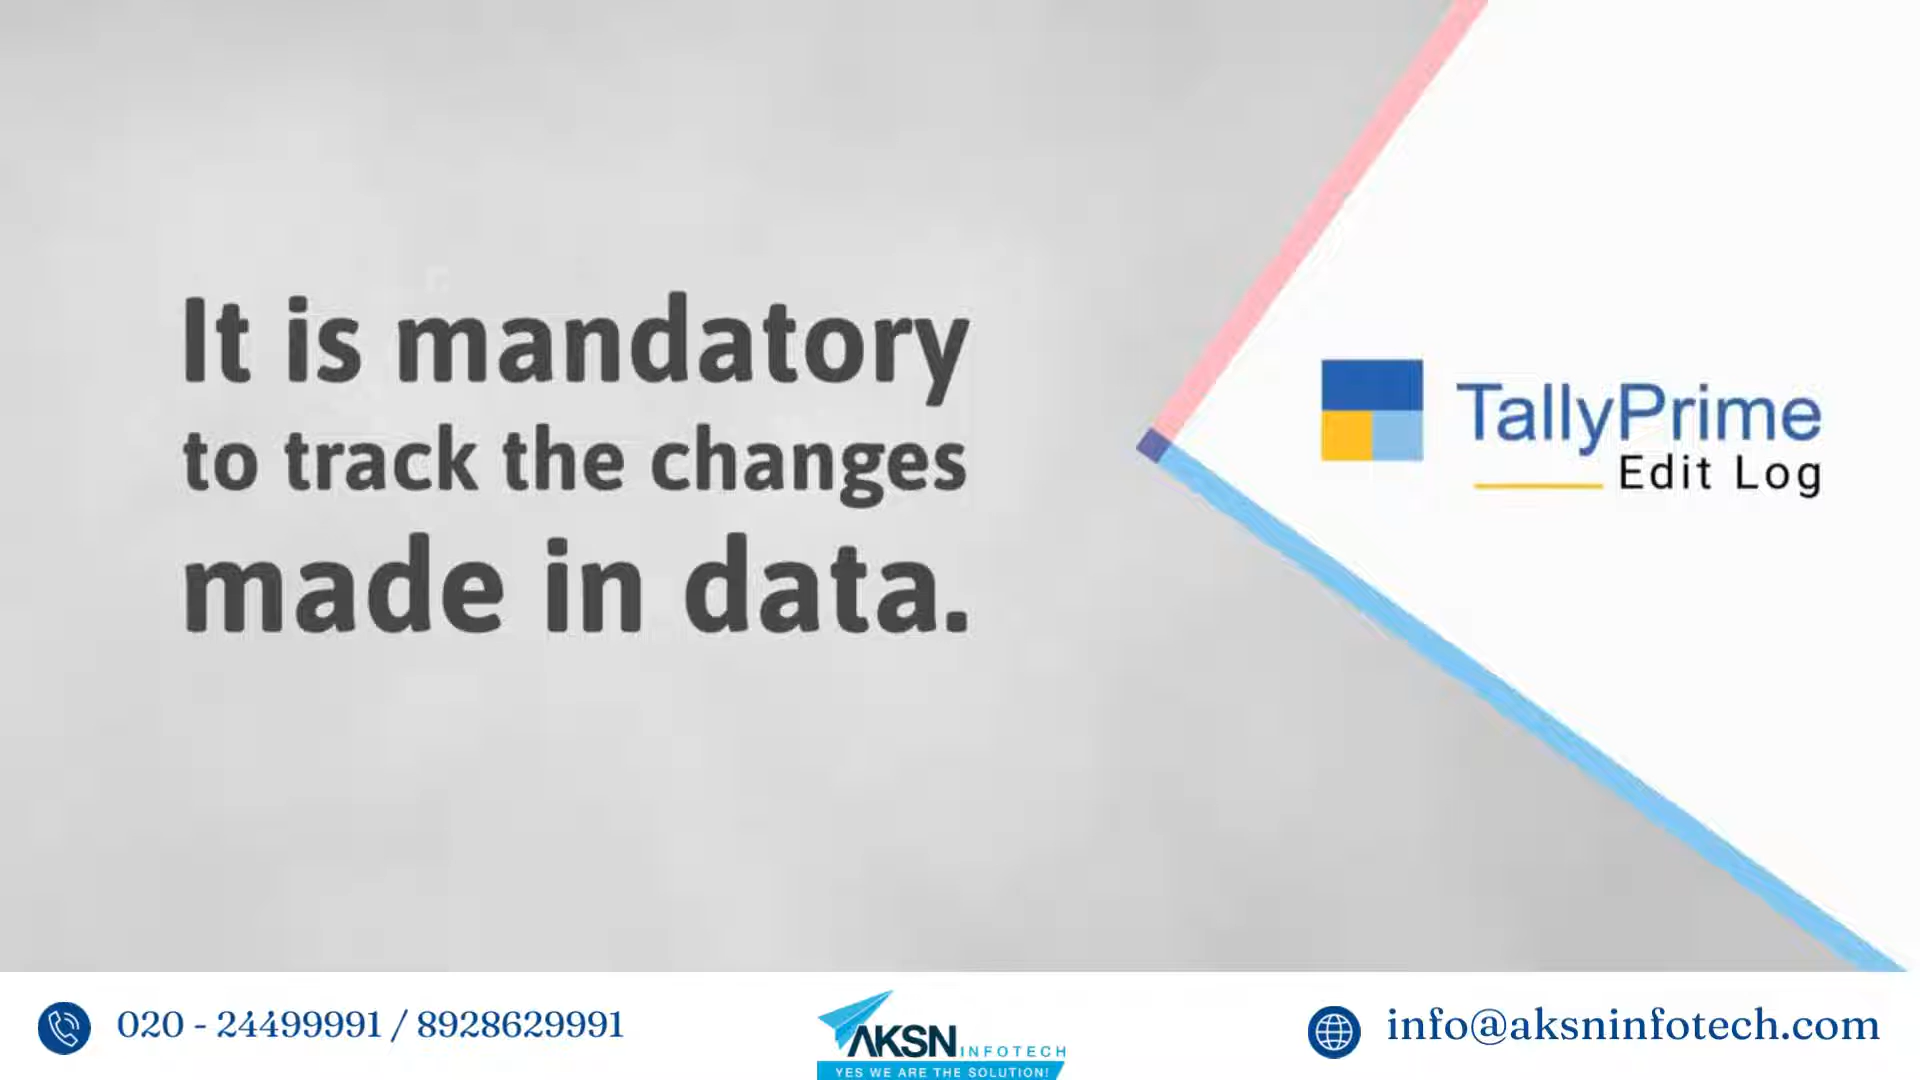 It is mandatory
to track the changes
made in data.
TallyPrime
Edit Log
020 - 24499991 / 8928629991
AKSN INFOTECH
YES WE ARE THE SOLUTION!
info@aksninfotech.com